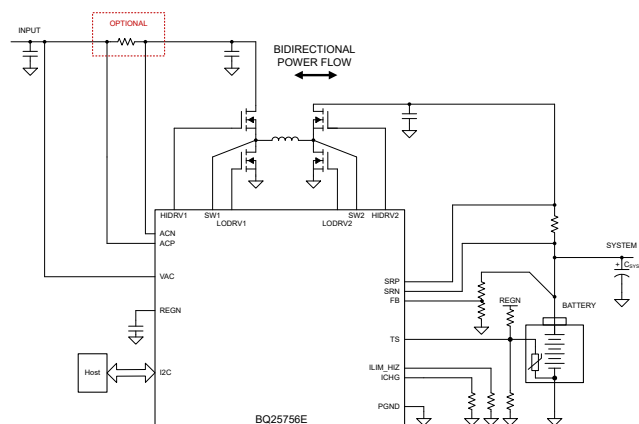 OPTIONAL
INPUT
BIDIRECTIONAL
POWER FLOW
HIDRV1
SW1
LODRV1
LODRV2
SW2
HIDRV2
ACN
ACP
VAC
REGN
Host
I2C
SRP
SRN
FB
TS
ILIM_HIZ
ICHG
PGND
SYSTEM
+ CSYS
REGN
BATTERY
BQ25756E